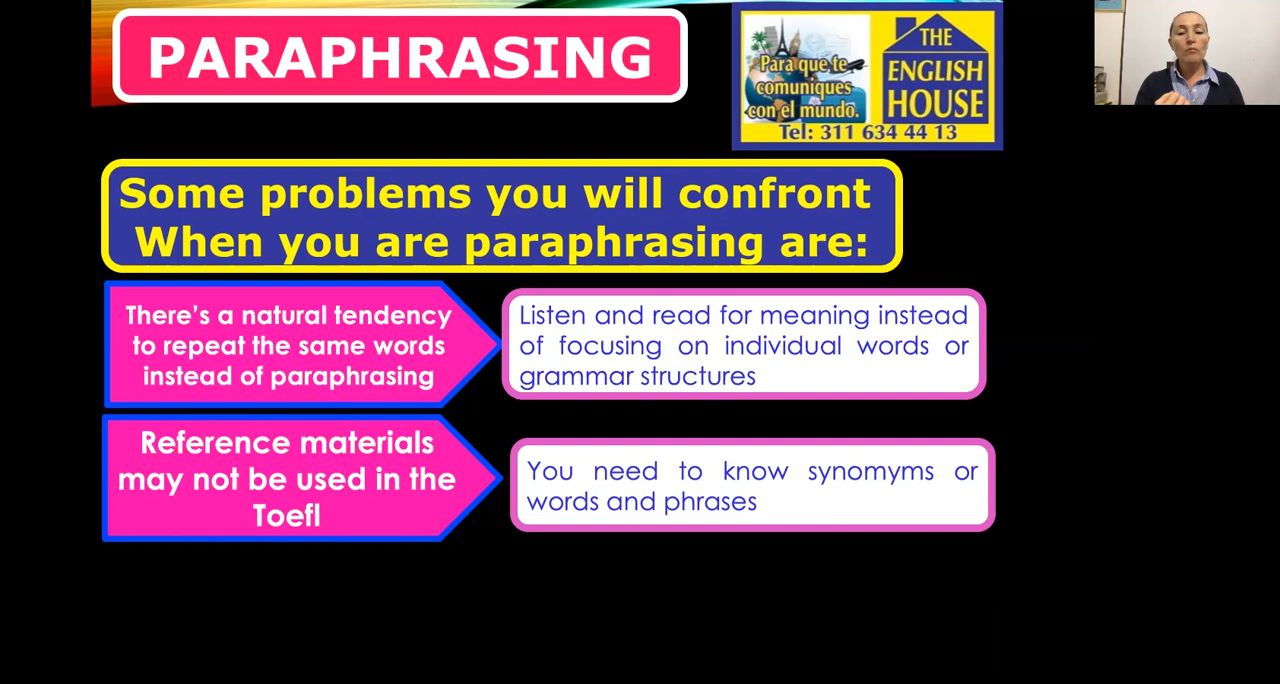 PARAPHRASING
Para que te
comuniques
con el mundo.
THE
ENGLISH
HOUSE
Tel: 311 634 44 13
Some problems you will confront
When you are paraphrasing are:
There's a natural tendency
to repeat the same words
instead of paraphrasing
Listen and read for meaning instead
of focusing on individual words or
grammar structures
Reference materials
may not be used in the
Toefl
You need to know synomyms or
words and phrases